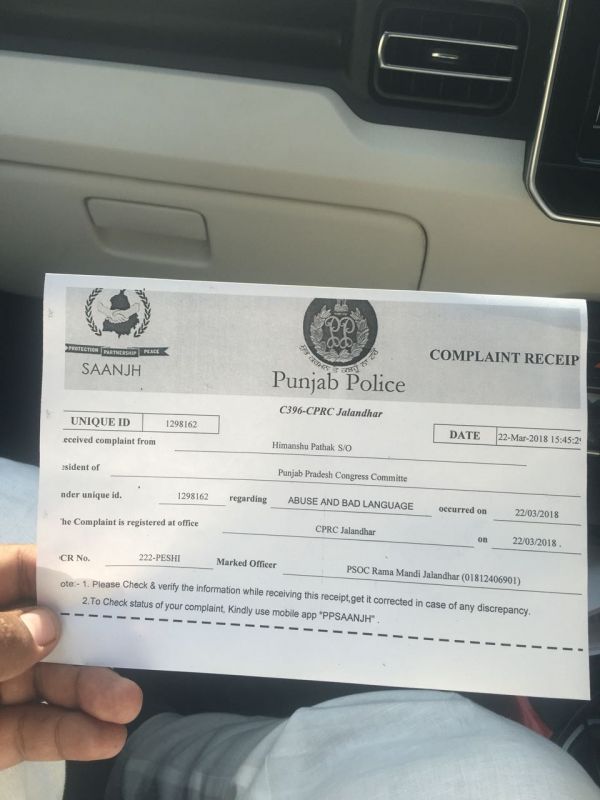 PROTECTION PARTNERSHIP PEACE
SAANJH
PP
Punjab Police
COMPLAINT RECEIP
C396-CPRC Jalandhar
UNIQUE ID 1298162
DATE 22-Mar-2018 15:45:29
eceived complaint from Himanshu Pathak S/O
esident of Punjab Pradesh Congress Committe
nder unique id. 1298162 regarding ABUSE AND BAD LANGUAGE occurred on 22/03/2018
he Complaint is registered at office CPRC Jalandhar on 22/03/2018 .
CR No. 222-PESHI Marked Officer PSOC Rama Mandi Jalandhar (01812406901)
ote:- 1. Please Check & verify the information while receiving this receipt,get it corrected in case of any discrepancy.
2.To Check status of your complaint, Kindly use mobile app "PPSAANJH" .